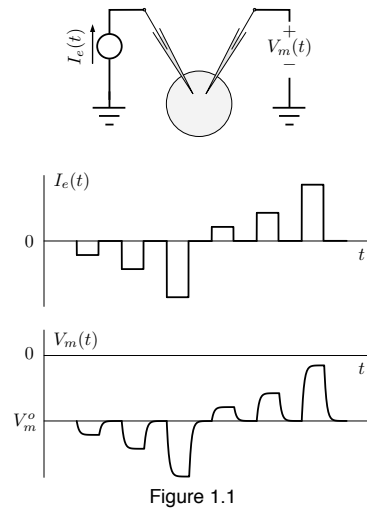 I_e(t)
+
V_m(t)
−
I_e(t)
0
t
V_m(t)
0
t
V_m^o
Figure 1.1